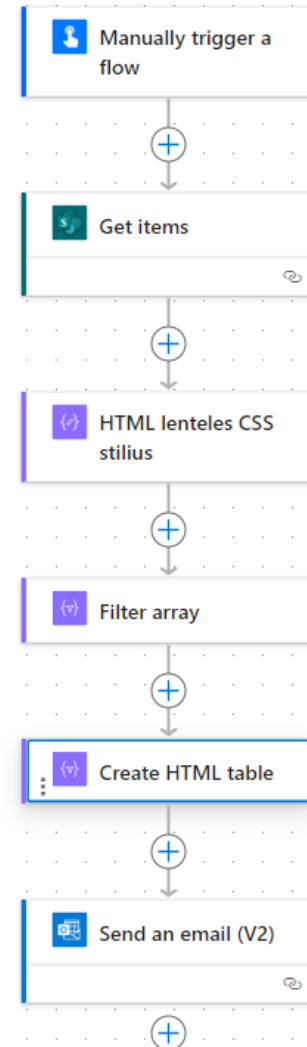 Manually trigger a
flow
Get items
HTML lenteles CSS
stilius
Filter array
Create HTML table
Send an email (V2)